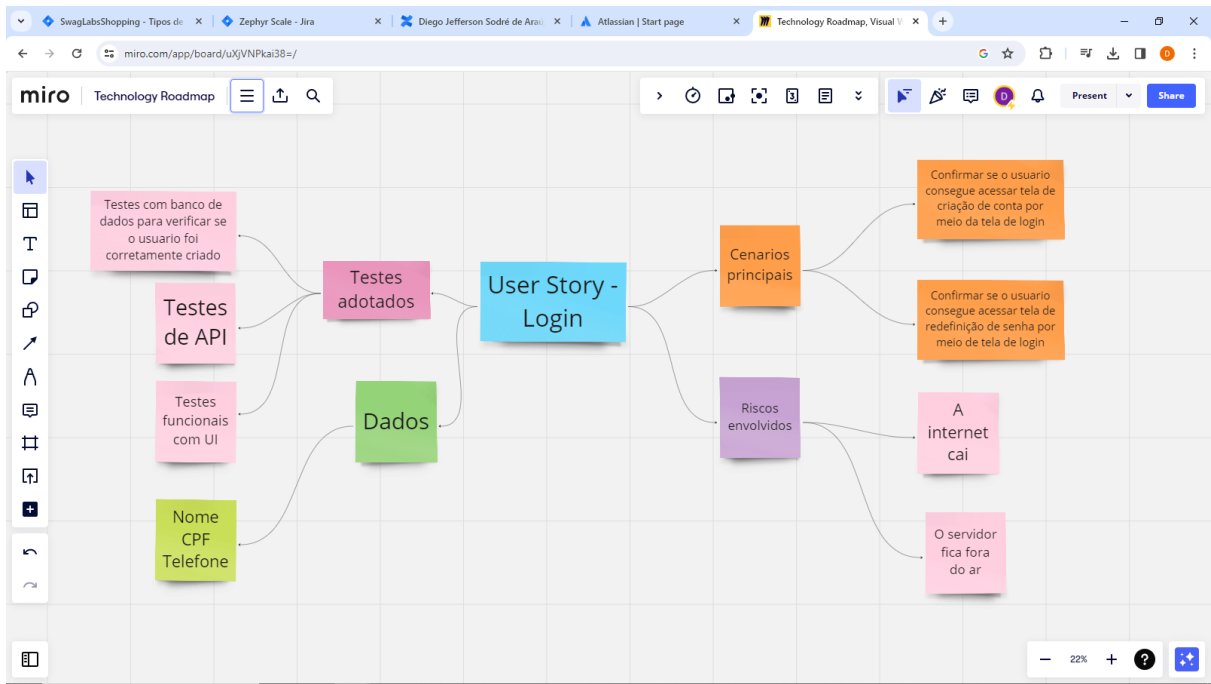 SwagLabsShopping - Tipos de
Zephyr Scale - Jira
Diego Jefferson Sodré de Arau
Atlassian | Start page
Technology Roadmap, Visual W
miro.com/app/board/uXjVNPkai38=/
G
D
miro
Technology Roadmap
3
D
Present
Share
T
Testes com banco de
dados para verificar se
o usuario foi
corretamente criado
Testes
de API
Testes
funcionais
com UI
Nome
CPF
Telefone
Testes
adotados
Dados
User Story -
Login
Cenarios
principais
Riscos
envolvidos
Confirmar se o usuario
consegue acessar tela de
criação de conta por
meio da tela de login
Confirmar se o usuario
consegue acessar tela de
redefinição de senha por
meio de tela de login
A
internet
cai
O servidor
fica fora
do ar
22%
?